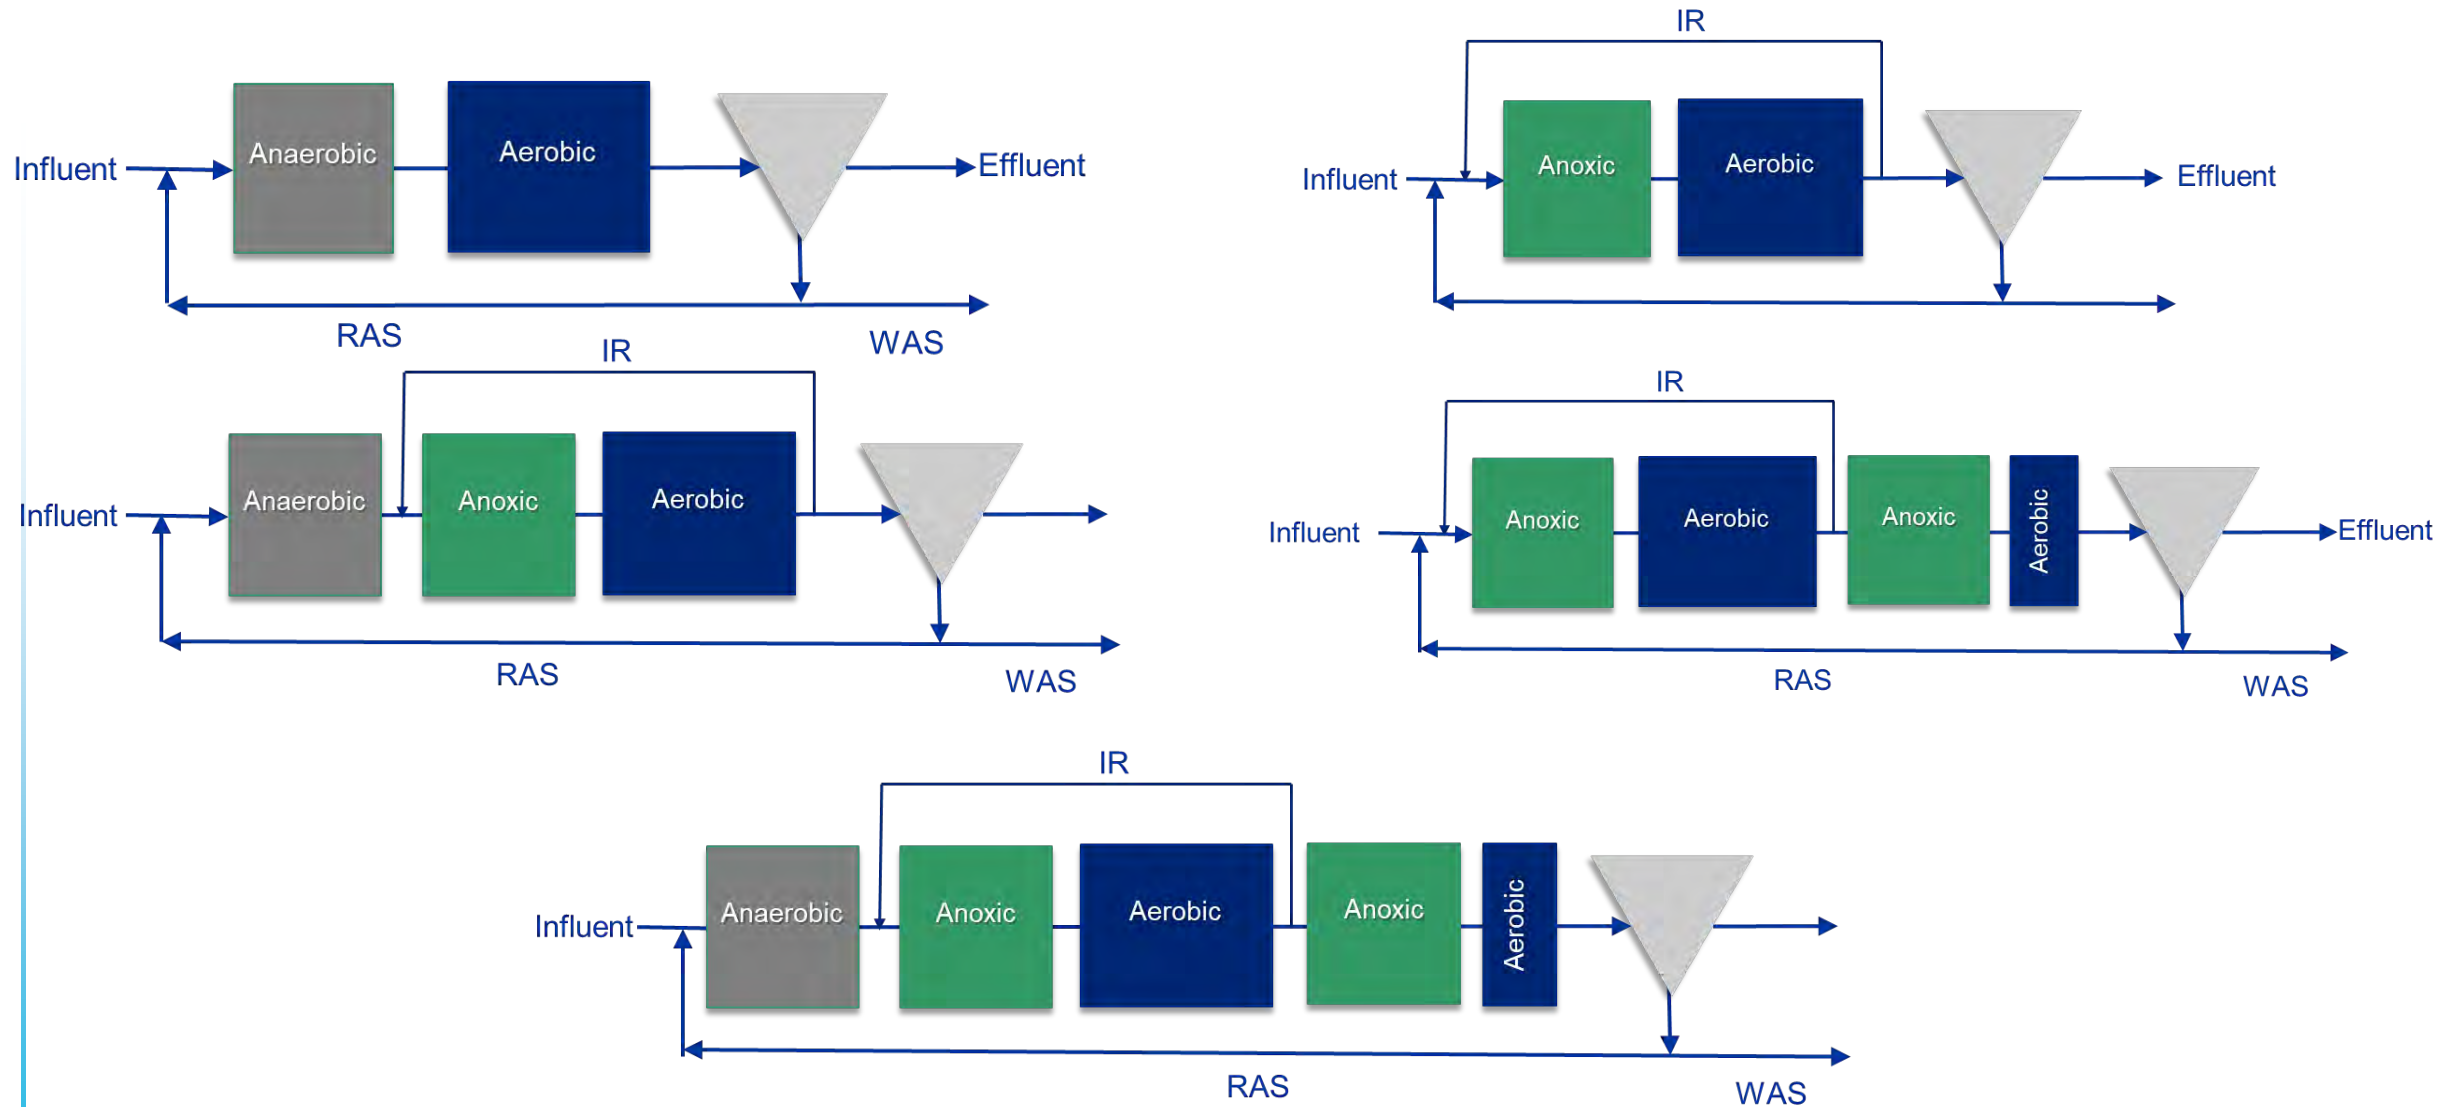 Influent
Anaerobic
Aerobic
Effluent
RAS
WAS
IR
Influent
Anoxic
Aerobic
Effluent
IR
Influent
Anaerobic
Anoxic
Aerobic
RAS
WAS
IR
Influent
Anoxic
Aerobic
Anoxic
Aerobic
Effluent
RAS
WAS
IR
Influent
Anaerobic
Anoxic
Aerobic
Anoxic
Aerobic
RAS
WAS